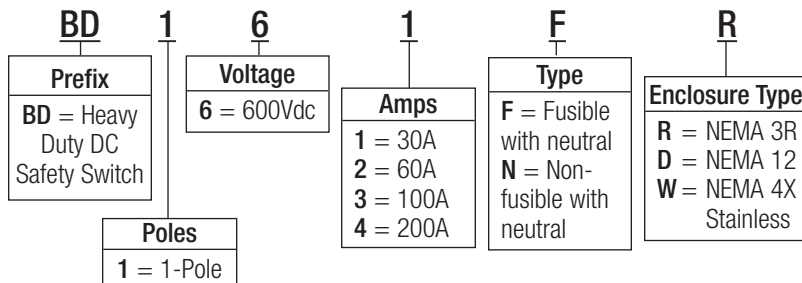 BD 1 6 1 F R
Prefix
BD = Heavy
Duty DC
Safety Switch
Poles
1 = 1-Pole
Voltage
6 = 600Vdc
Amps
1 = 30A
2 = 60A
3 = 100A
4 = 200A
Type
F = Fusible
with neutral
N = Non-
fusible with
neutral
Enclosure Type
R = NEMA 3R
D = NEMA 12
W = NEMA 4X
Stainless